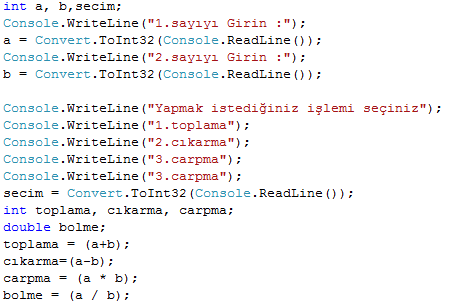 int a, b,secim;
Console.WriteLine("1.sayıyı Girin :");
a = Convert.ToInt32(Console.ReadLine());
Console.WriteLine("2.sayıyı Girin :");
b = Convert.ToInt32(Console.ReadLine());
Console.WriteLine("Yapmak istediğiniz işlemi seçiniz");
Console.WriteLine("1.toplama");
Console.WriteLine("2.cıkarma");
Console.WriteLine("3.carpma");
Console.WriteLine("3.carpma");
secim = Convert.ToInt32(Console.ReadLine());
int toplama, cıkarma, carpma;
double bolme;
toplama = (a+b);
cıkarma=(a-b);
carpma = (a * b);
bolme = (a / b);